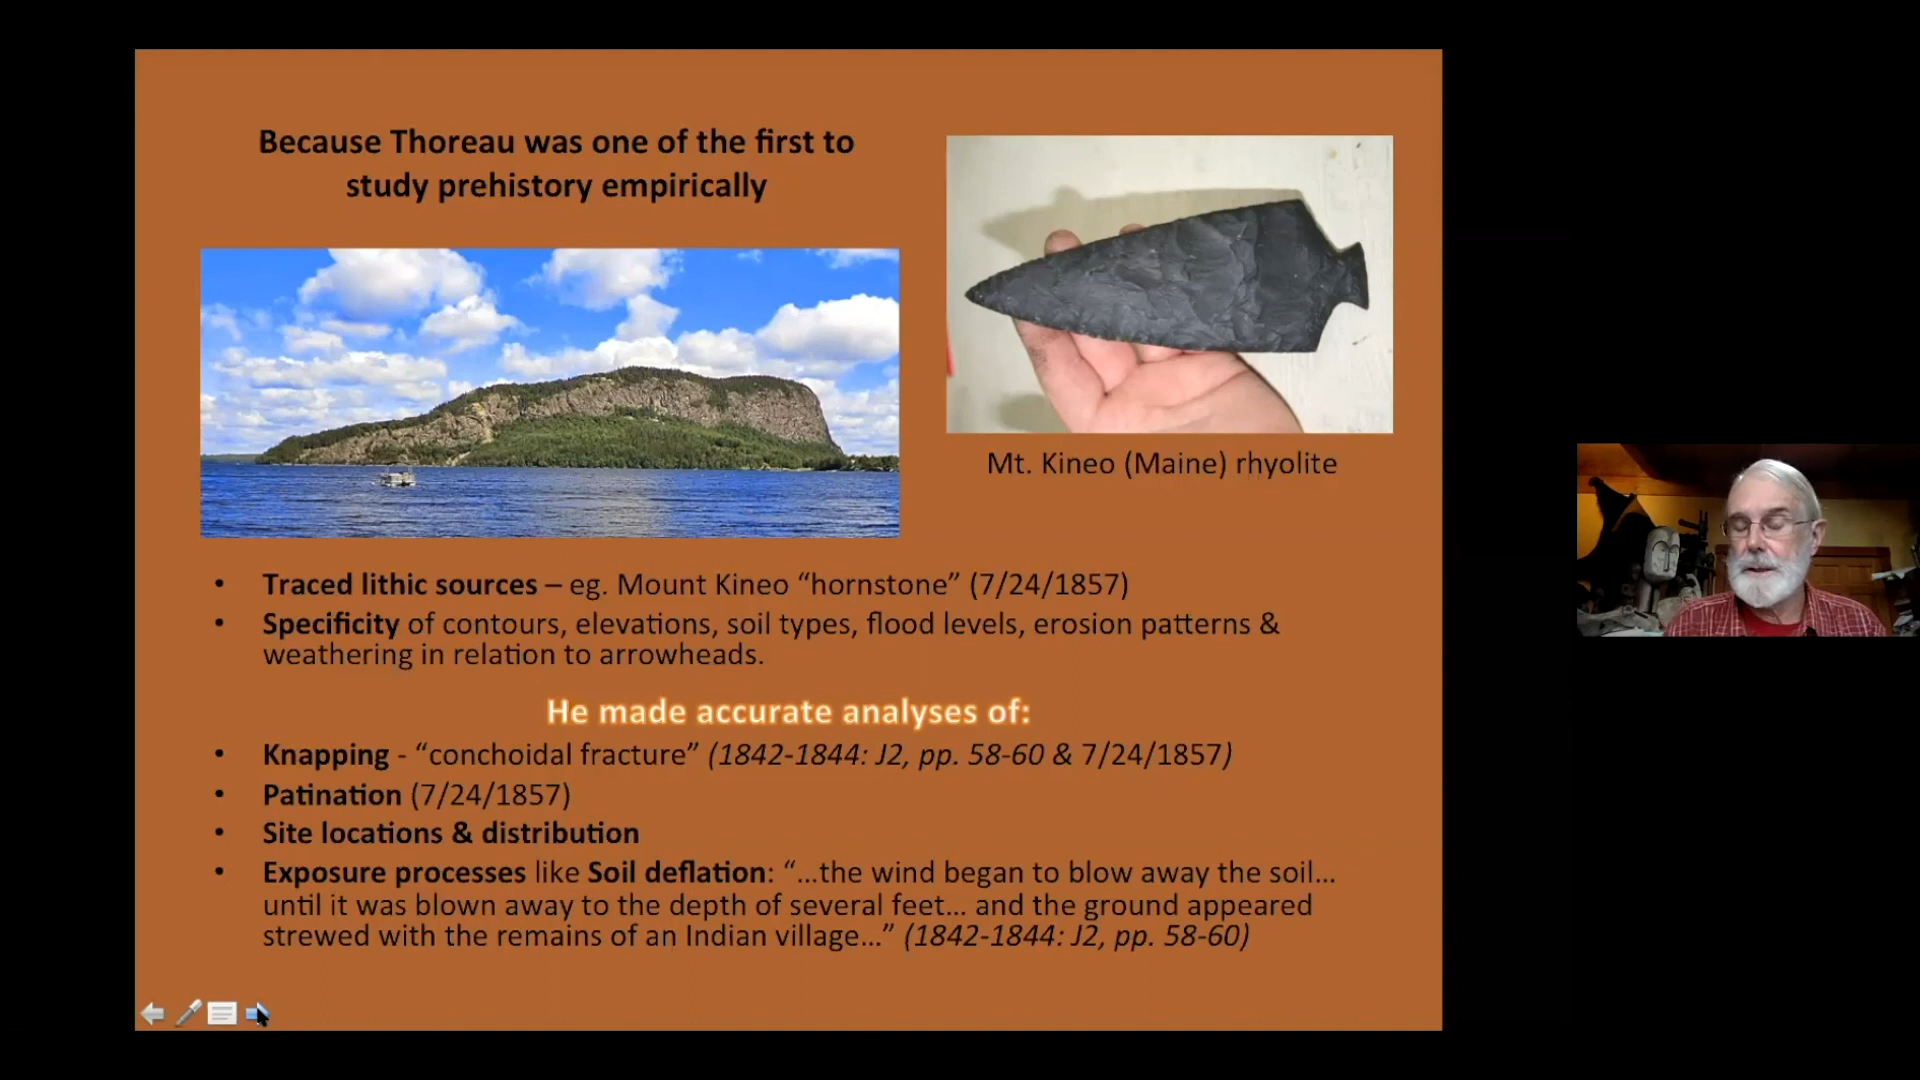 Because Thoreau was one of the first to
study prehistory empirically
Mt. Kineo (Maine) rhyolite
• Traced lithic sources – eg. Mount Kineo “hornstone” (7/24/1857)
• Specificity of contours, elevations, soil types, flood levels, erosion patterns &
weathering in relation to arrowheads.
He made accurate analyses of:
• Knapping - “conchoidal fracture” (1842-1844: J2, pp. 58-60 & 7/24/1857)
• Patination (7/24/1857)
• Site locations & distribution
• Exposure processes like Soil deflation: “...the wind began to blow away the soil...
until it was blown away to the depth of several feet... and the ground appeared
strewed with the remains of an Indian village...” (1842-1844: J2, pp. 58-60)